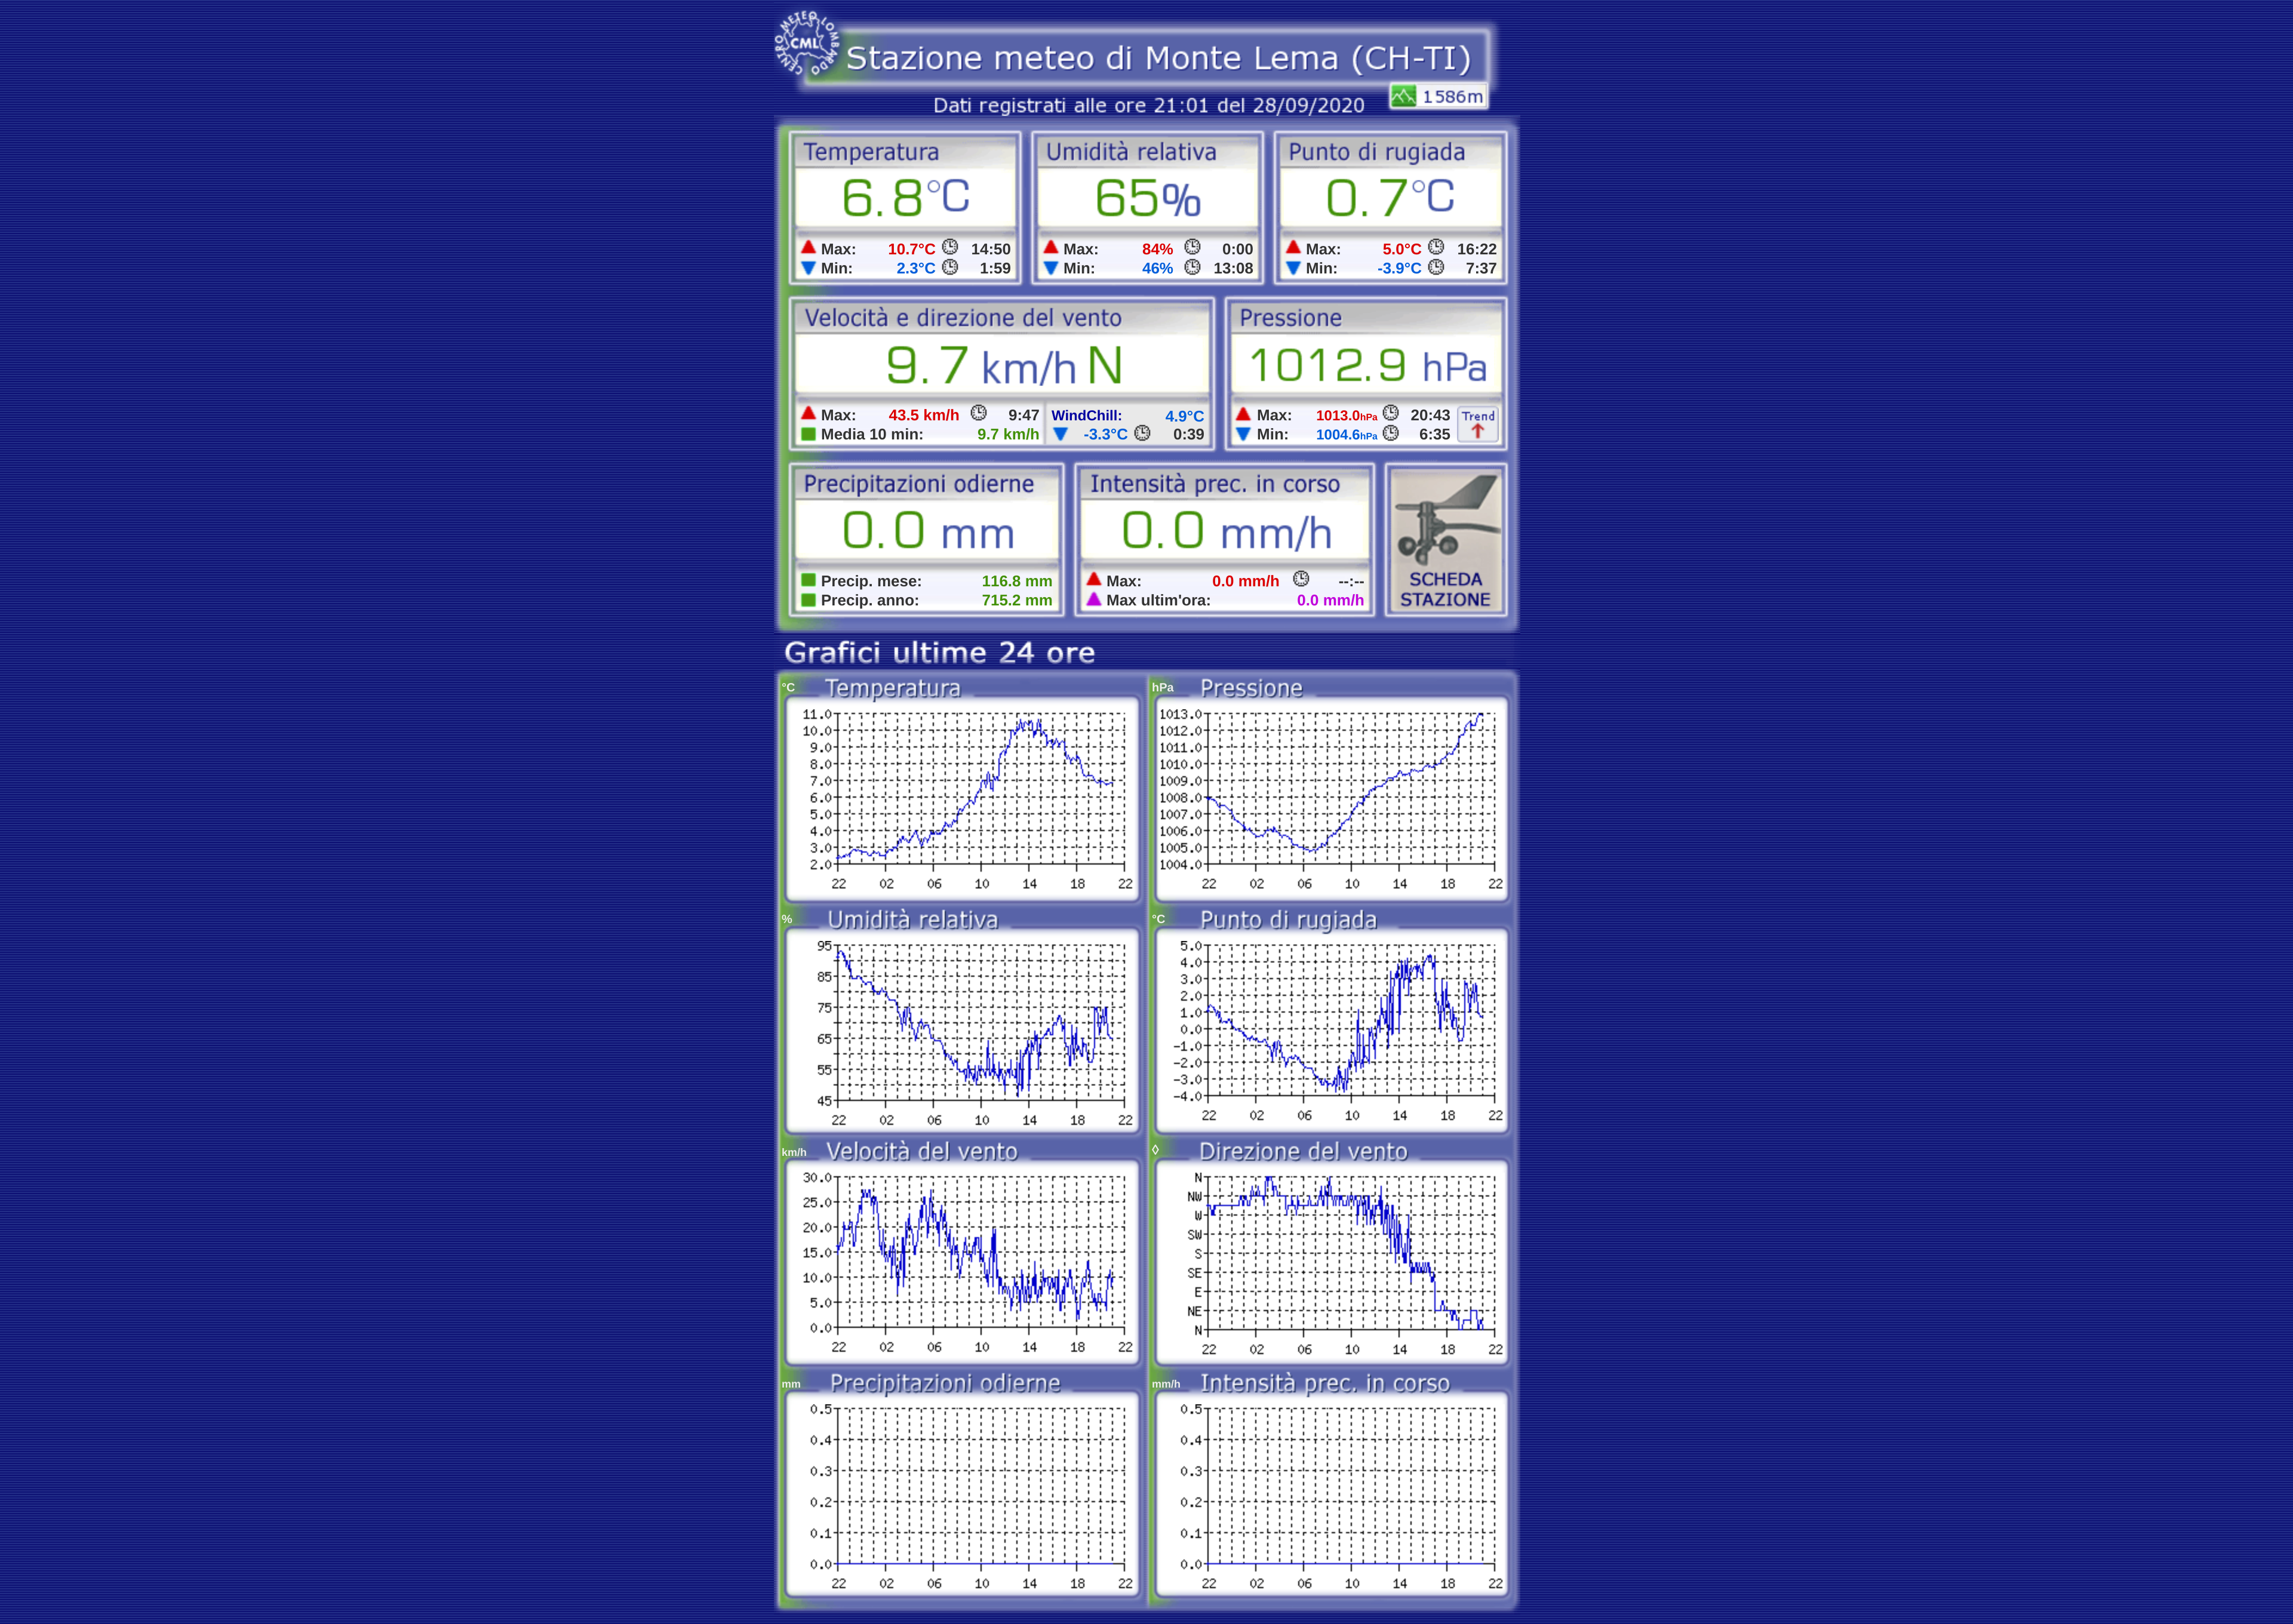 CENTRO METEO LOMBARDO
CML
Stazione meteo di Monte Lema (CH-TI)
1586m
Dati registrati alle ore 21:01 del 28/09/2020
Temperatura
6.8°C
Max: 10.7°C 14:50
Min: 2.3°C 1:59
Umidità relativa
65%
Max: 84% 0:00
Min: 46% 13:08
Punto di rugiada
0.7°C
Max: 5.0°C 16:22
Min: -3.9°C 7:37
Velocità e direzione del vento
9.7 km/h N
Max: 43.5 km/h 9:47
Media 10 min: 9.7 km/h
WindChill: 4.9°C
-3.3°C 0:39
Pressione
1012.9 hPa
Max: 1013.0hPa 20:43
Min: 1004.6hPa 6:35
Trend
Precipitazioni odierne
0.0 mm
Precip. mese: 116.8 mm
Precip. anno: 715.2 mm
Intensità prec. in corso
0.0 mm/h
Max: 0.0 mm/h --:--
Max ultim'ora: 0.0 mm/h
SCHEDA
STAZIONE
Grafici ultime 24 ore
°C Temperatura
11.0
10.0
9.0
8.0
7.0
6.0
5.0
4.0
3.0
2.0
22 02 06 10 14 18 22
hPa Pressione
1013.0
1012.0
1011.0
1010.0
1009.0
1008.0
1007.0
1006.0
1005.0
1004.0
22 02 06 10 14 18 22
% Umidità relativa
95
85
75
65
55
45
22 02 06 10 14 18 22
°C Punto di rugiada
5.0
4.0
3.0
2.0
1.0
0.0
-1.0
-2.0
-3.0
-4.0
22 02 06 10 14 18 22
km/h Velocità del vento
30.0
25.0
20.0
15.0
10.0
5.0
0.0
22 02 06 10 14 18 22
◊ Direzione del vento
N
NW
W
SW
S
SE
E
NE
N
22 02 06 10 14 18 22
mm Precipitazioni odierne
0.5
0.4
0.3
0.2
0.1
0.0
22 02 06 10 14 18 22
mm/h Intensità prec. in corso
0.5
0.4
0.3
0.2
0.1
0.0
22 02 06 10 14 18 22